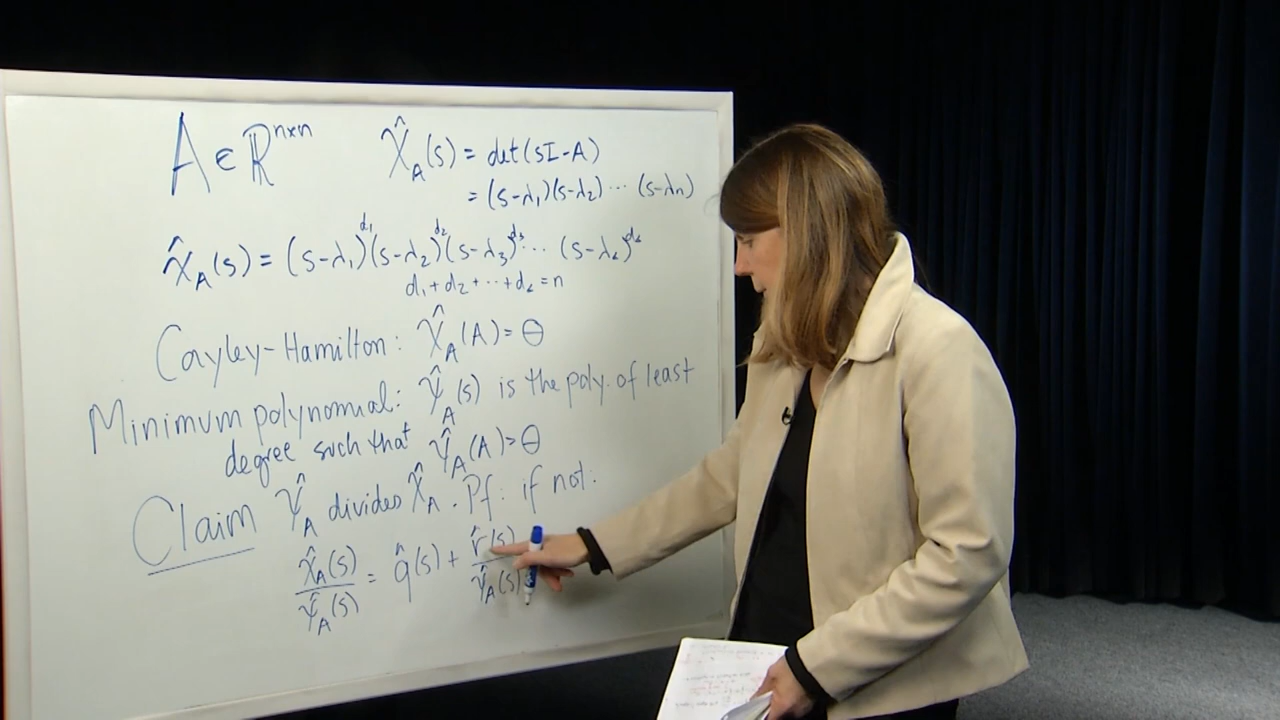 A ∈ ℝⁿˣⁿ χ̂_A(s) = det(sI-A)
= (s-λ₁)(s-λ₂) ⋯ (s-λn)
χ̂_A(s) = (s-λ₁)^d₁ (s-λ₂)^d₂ (s-λ₃)^d₃ ⋯ (s-λ_L)^d_L
d₁+d₂+⋯+d_L=n
Cayley-Hamilton: χ̂_A(A) = θ
Minimum polynomial: ψ̂_A(s) is the poly. of least
degree such that ψ̂_A(A) = θ
Claim ψ̂_A divides χ̂_A. Pf: if not:
χ̂_A(s)/ψ̂_A(s) = q̂(s) + r̂(s)/ψ̂_A(s)